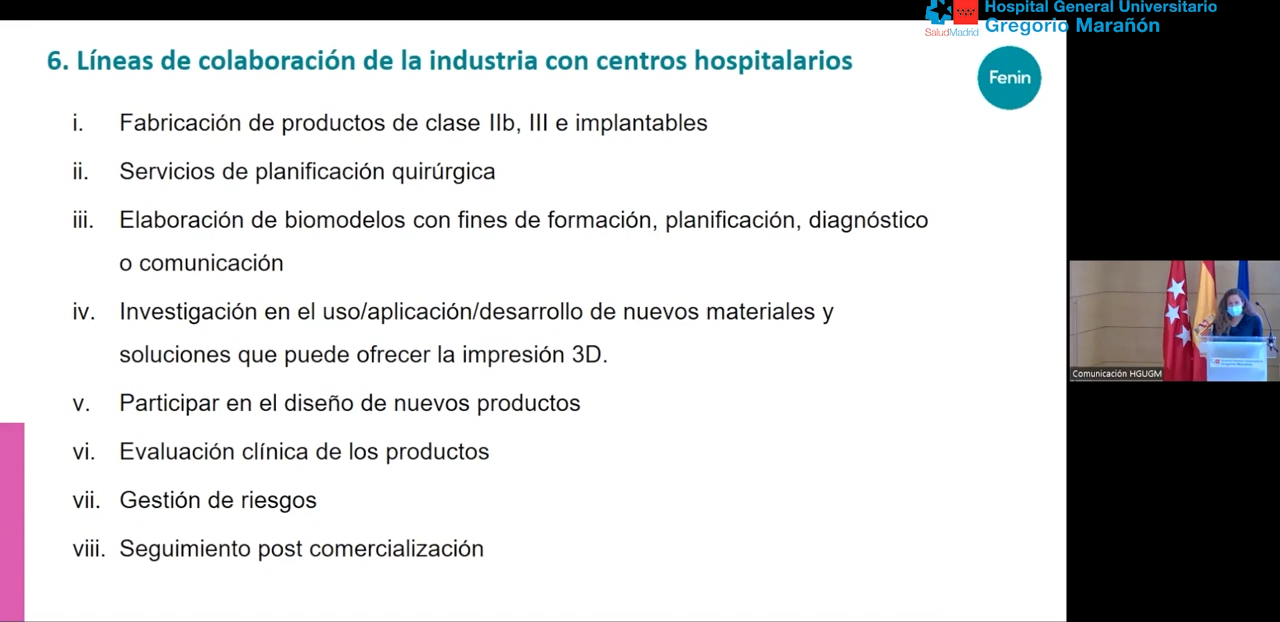 Hospital General Universitario
Gregorio Marañón
SaludMadrid
6. Líneas de colaboración de la industria con centros hospitalarios
Fenin
i. Fabricación de productos de clase IIb, III e implantables
ii. Servicios de planificación quirúrgica
iii. Elaboración de biomodelos con fines de formación, planificación, diagnóstico
o comunicación
iv. Investigación en el uso/aplicación/desarrollo de nuevos materiales y
soluciones que puede ofrecer la impresión 3D.
v. Participar en el diseño de nuevos productos
vi. Evaluación clínica de los productos
vii. Gestión de riesgos
viii. Seguimiento post comercialización
Comunicación HGUGM